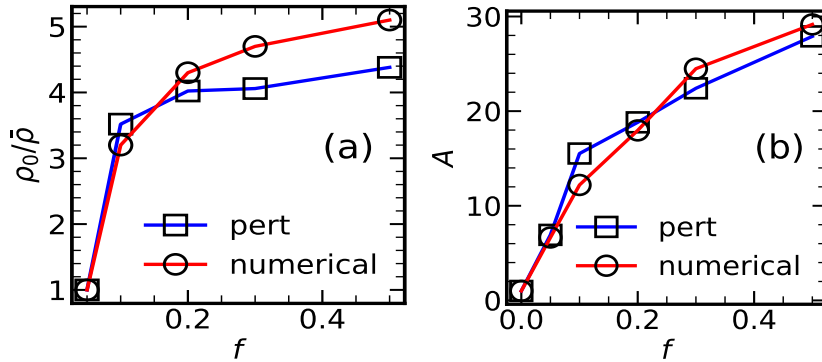 5
4
3
2
1
ρ₀/ρ̄
(a)
pert
numerical
0.2
0.4
f
30
20
10
0
A
(b)
pert
numerical
0.0
0.2
0.4
f